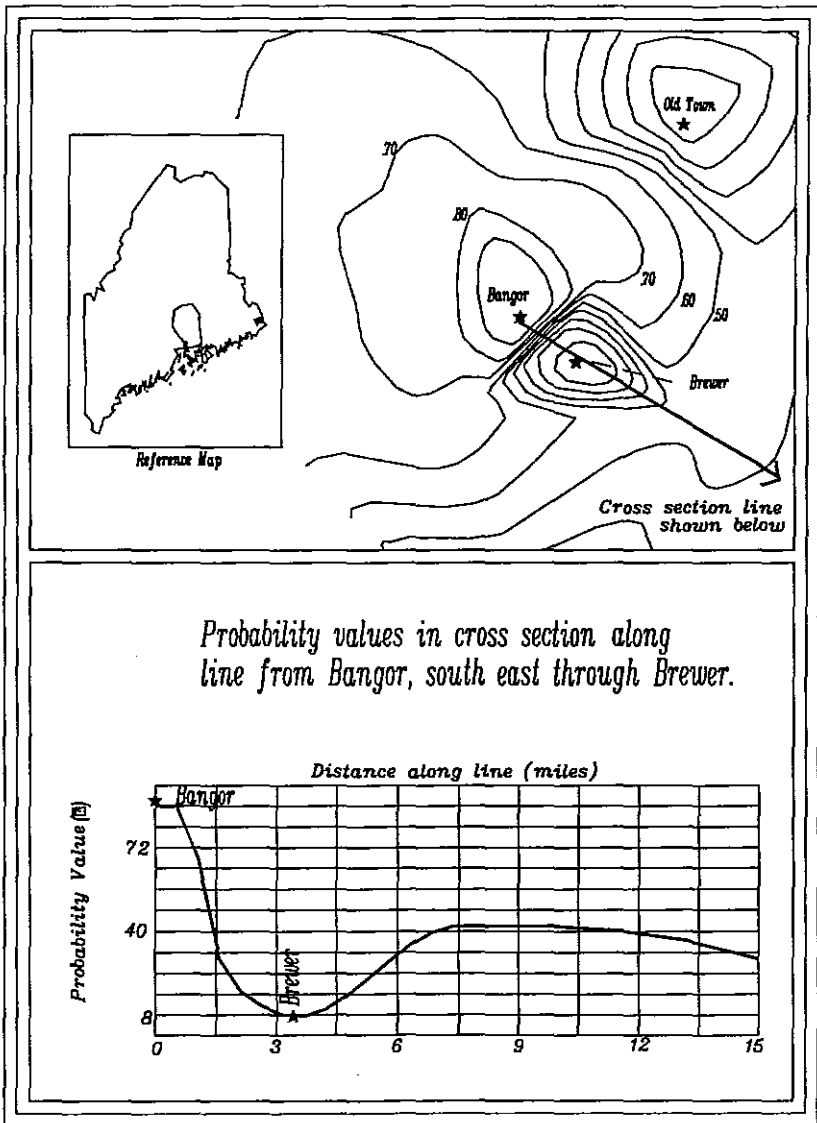 Old Town
70
80
Bangor
70
60
50
Brewer
Reference Map
Cross section line
shown below
Probability values in cross section along
line from Bangor, south east through Brewer.
Distance along line (miles)
Probability Value
Bangor
72
40
Brewer
8
0
3
6
9
12
15